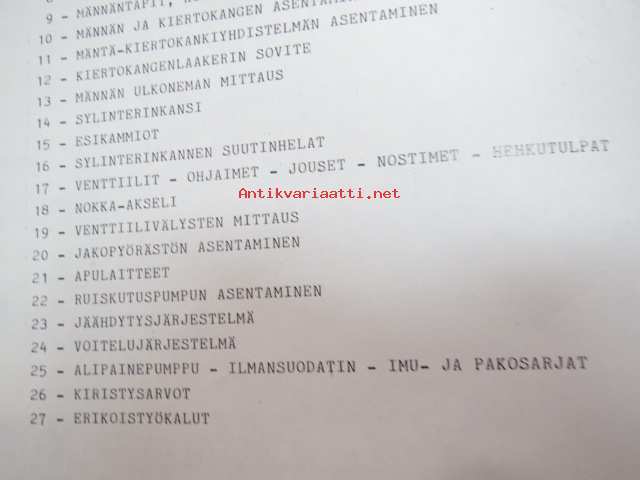 9 - MÄNNÄNTAPIT,
10 - MÄNNÄN JA KIERTOKANGEN
11 - MÄNTÄ-KIERTOKANKIYHDISTELMÄN ASENTAMINEN
12 - KIERTOKANGENLAAKERIN SOVITE
13 - MÄNNÄN ULKONEMAN MITTAUS
14 - SYLINTERINKANSI
15 - ESIKAMMIOT
16 - SYLINTERINKANNEN SUUTINHELAT
17 - VENTTIILIT - OHJAIMET - JOUSET - NOSTIMET - HEHKUTULPAT
Antikvariaatti.net
18 - NOKKA-AKSELI
19 - VENTTIILIVÄLYSTEN MITTAUS
20 - JAKOPYÖRÄSTÖN ASENTAMINEN
21 - APULAITTEET
22 - RUISKUTUSPUMPUN ASENTAMINEN
23 - JÄÄHDYTYSJÄRJESTELMÄ
24 - VOITELUJÄRJESTELMÄ
25 - ALIPAINEPUMPPU - ILMANSUODATIN - IMU- JA PAKOSARJAT
26 - KIRISTYSARVOT
27 - ERIKOISTYÖKALUT